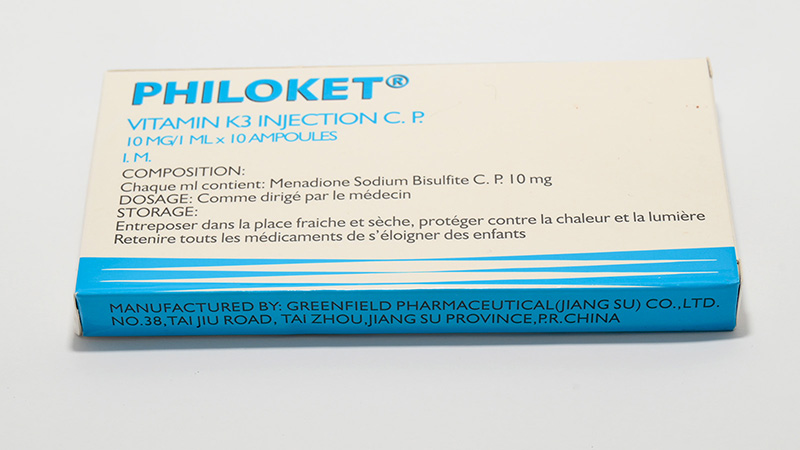 PHILOKET®
VITAMIN K3 INJECTION C. P.
10 MG/1 ML x 10 AMPOULES
I. M.
COMPOSITION:
Chaque ml contient: Menadione Sodium Bisulfite C. P. 10 mg
DOSAGE: Comme dirigé par le médecin
STORAGE:
Entreposer dans la place fraiche et sèche, protéger contre la chaleur et la lumière
Retenire touts les médicaments de s'éloigner des enfants
MANUFACTURED BY: GREENFIELD PHARMACEUTICAL(JIANG SU) CO.,LTD.
NO.38,TAI JIU ROAD, TAI ZHOU,JIANG SU PROVINCE,P.R.CHINA